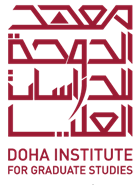 معهد
الدوحة
للدراسات
العليا
DOHA INSTITUTE
FOR GRADUATE STUDIES